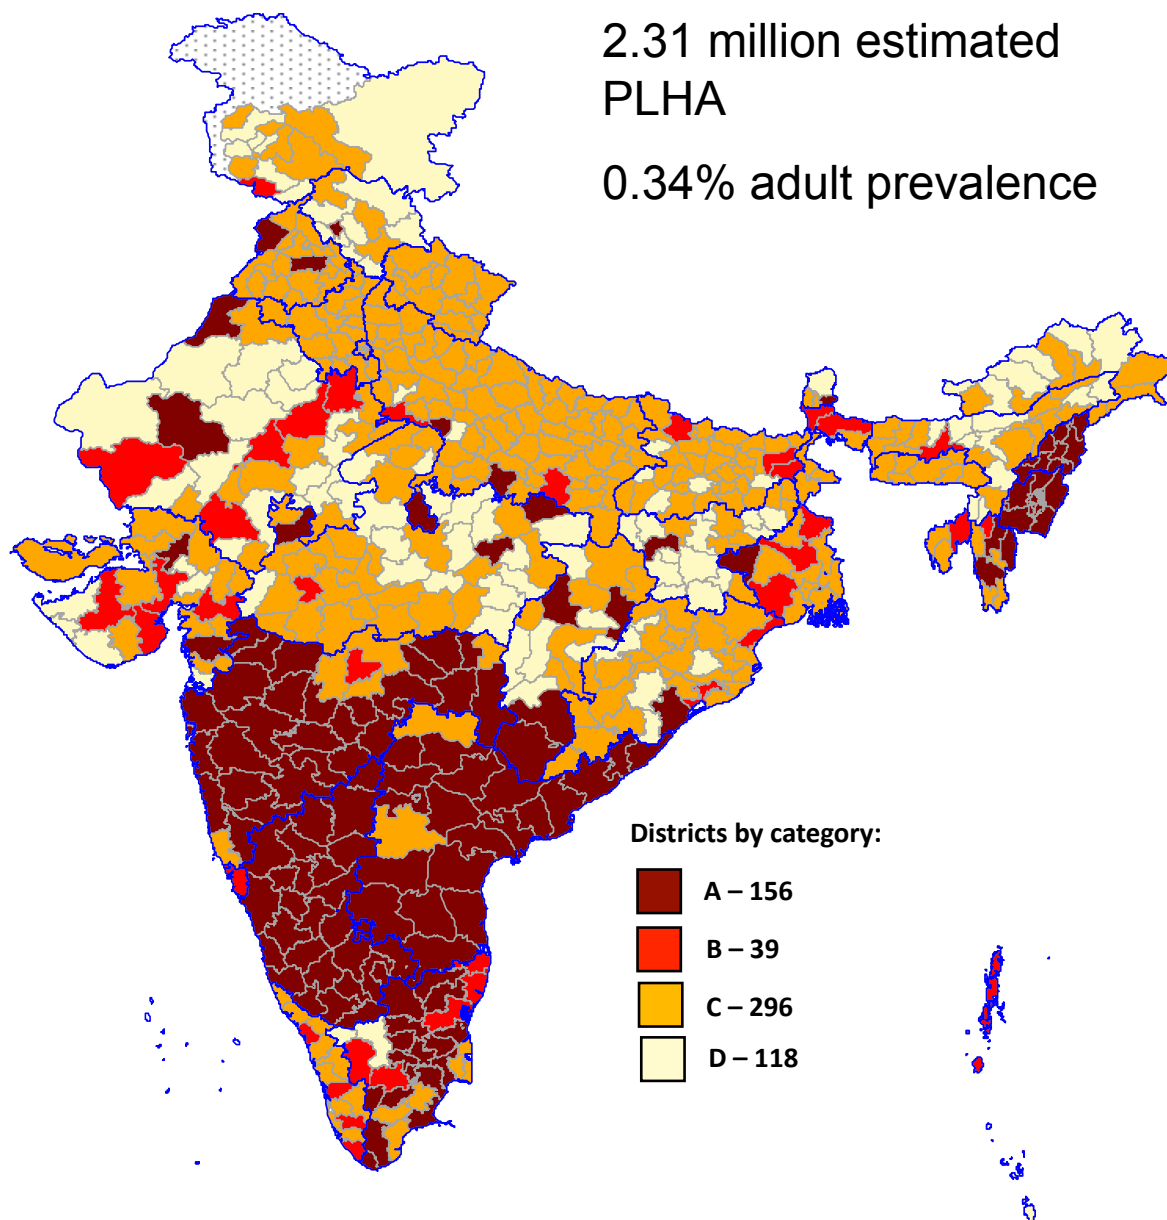 2.31 million estimated
PLHA
0.34% adult prevalence
Districts by category:
A – 156
B – 39
C – 296
D – 118